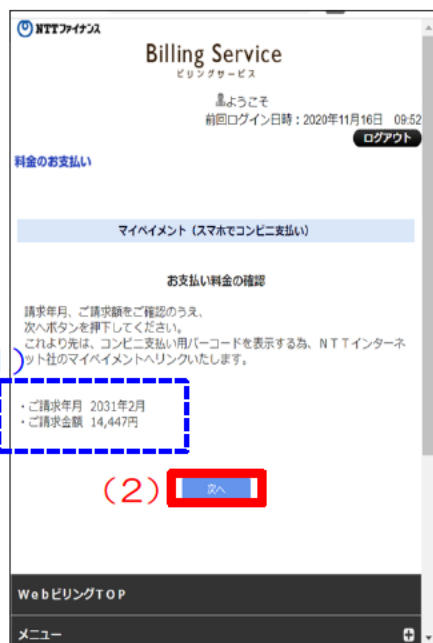 NTTファイナンス
Billing Service
ビリングサービス
ようこそ
前回ログイン日時：2020年11月16日　09:52
ログアウト
料金のお支払い
マイペイメント（スマホでコンビニ支払い）
お支払い料金の確認
請求年月、ご請求額をご確認のうえ、
次へボタンを押下してください。
これより先は、コンビニ支払い用バーコードを表示する為、ＮＴＴインターネ
ット社のマイペイメントへリンクいたします。
）
・ご請求年月 2031年2月
・ご請求金額 14,447円
（2）
次へ
WebビリングTOP
メニュー